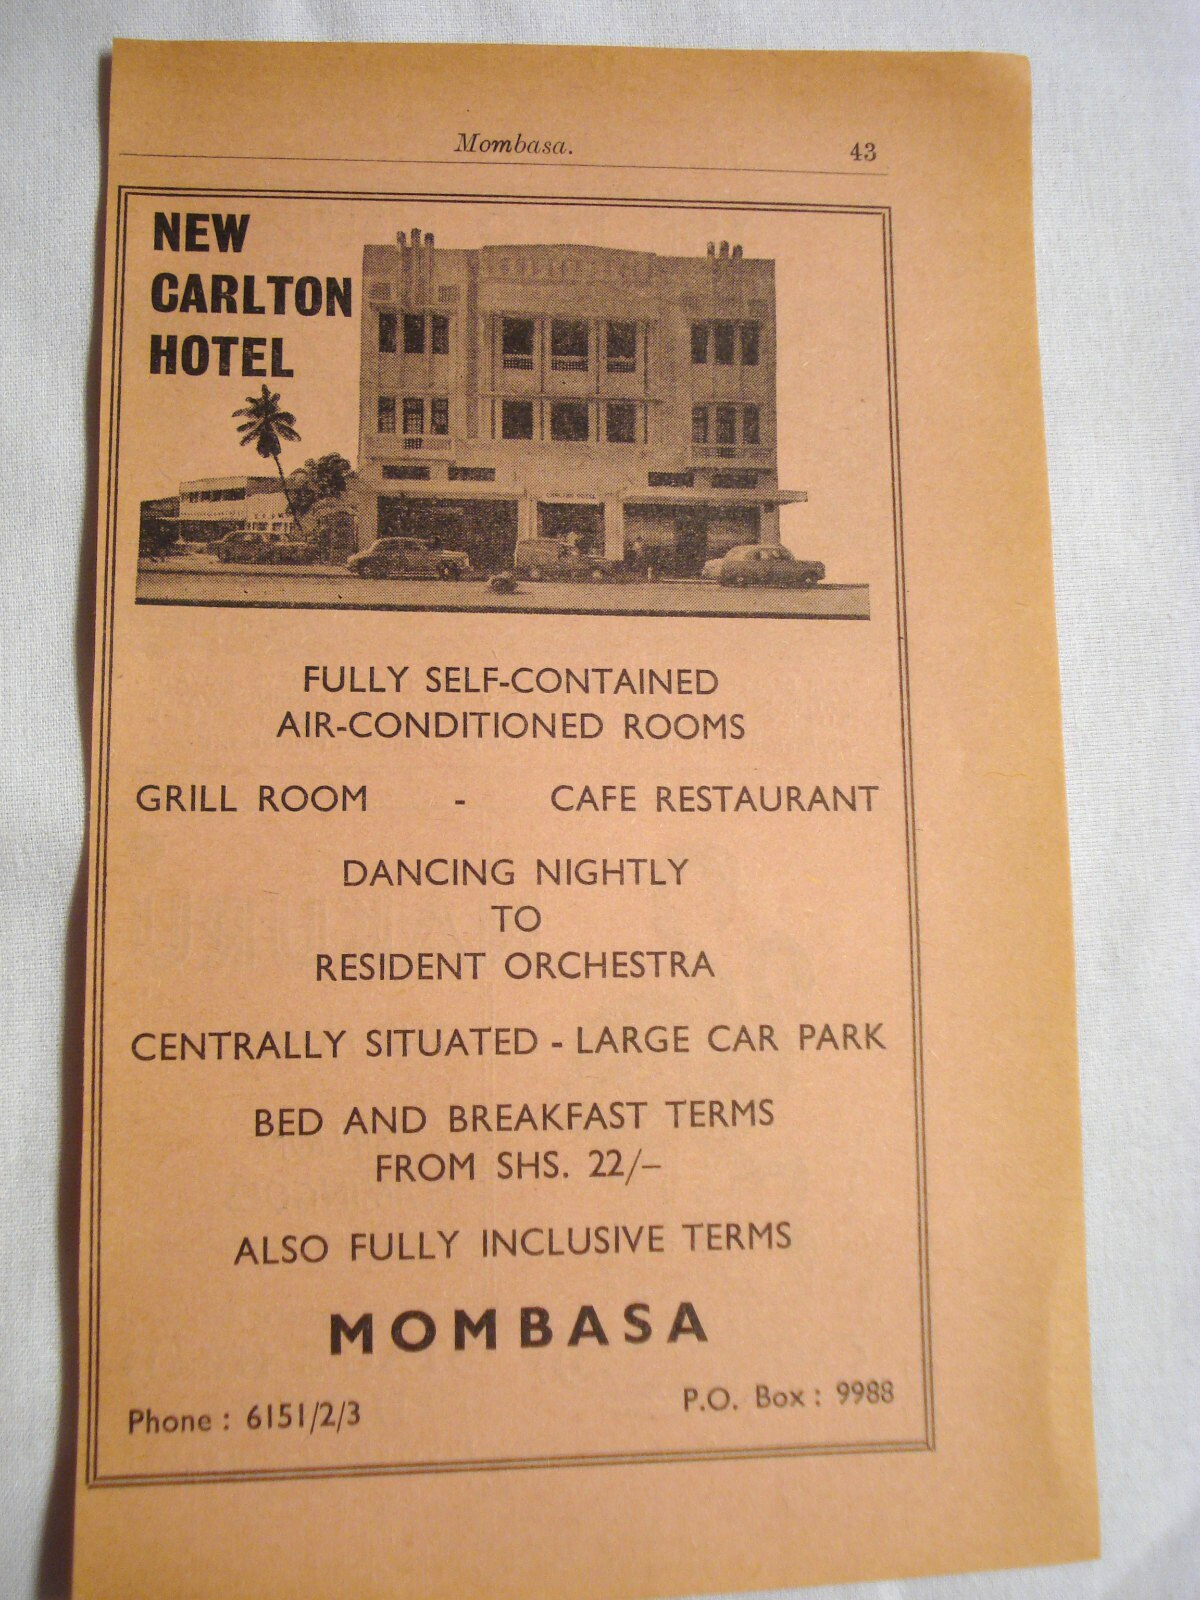 Mombasa. 43
NEW
CARLTON
HOTEL
CARLTON HOTEL
FULLY SELF-CONTAINED
AIR-CONDITIONED ROOMS
GRILL ROOM - CAFE RESTAURANT
DANCING NIGHTLY
TO
RESIDENT ORCHESTRA
CENTRALLY SITUATED - LARGE CAR PARK
BED AND BREAKFAST TERMS
FROM SHS. 22/–
ALSO FULLY INCLUSIVE TERMS
MOMBASA
Phone : 6151/2/3 P.O. Box : 9988